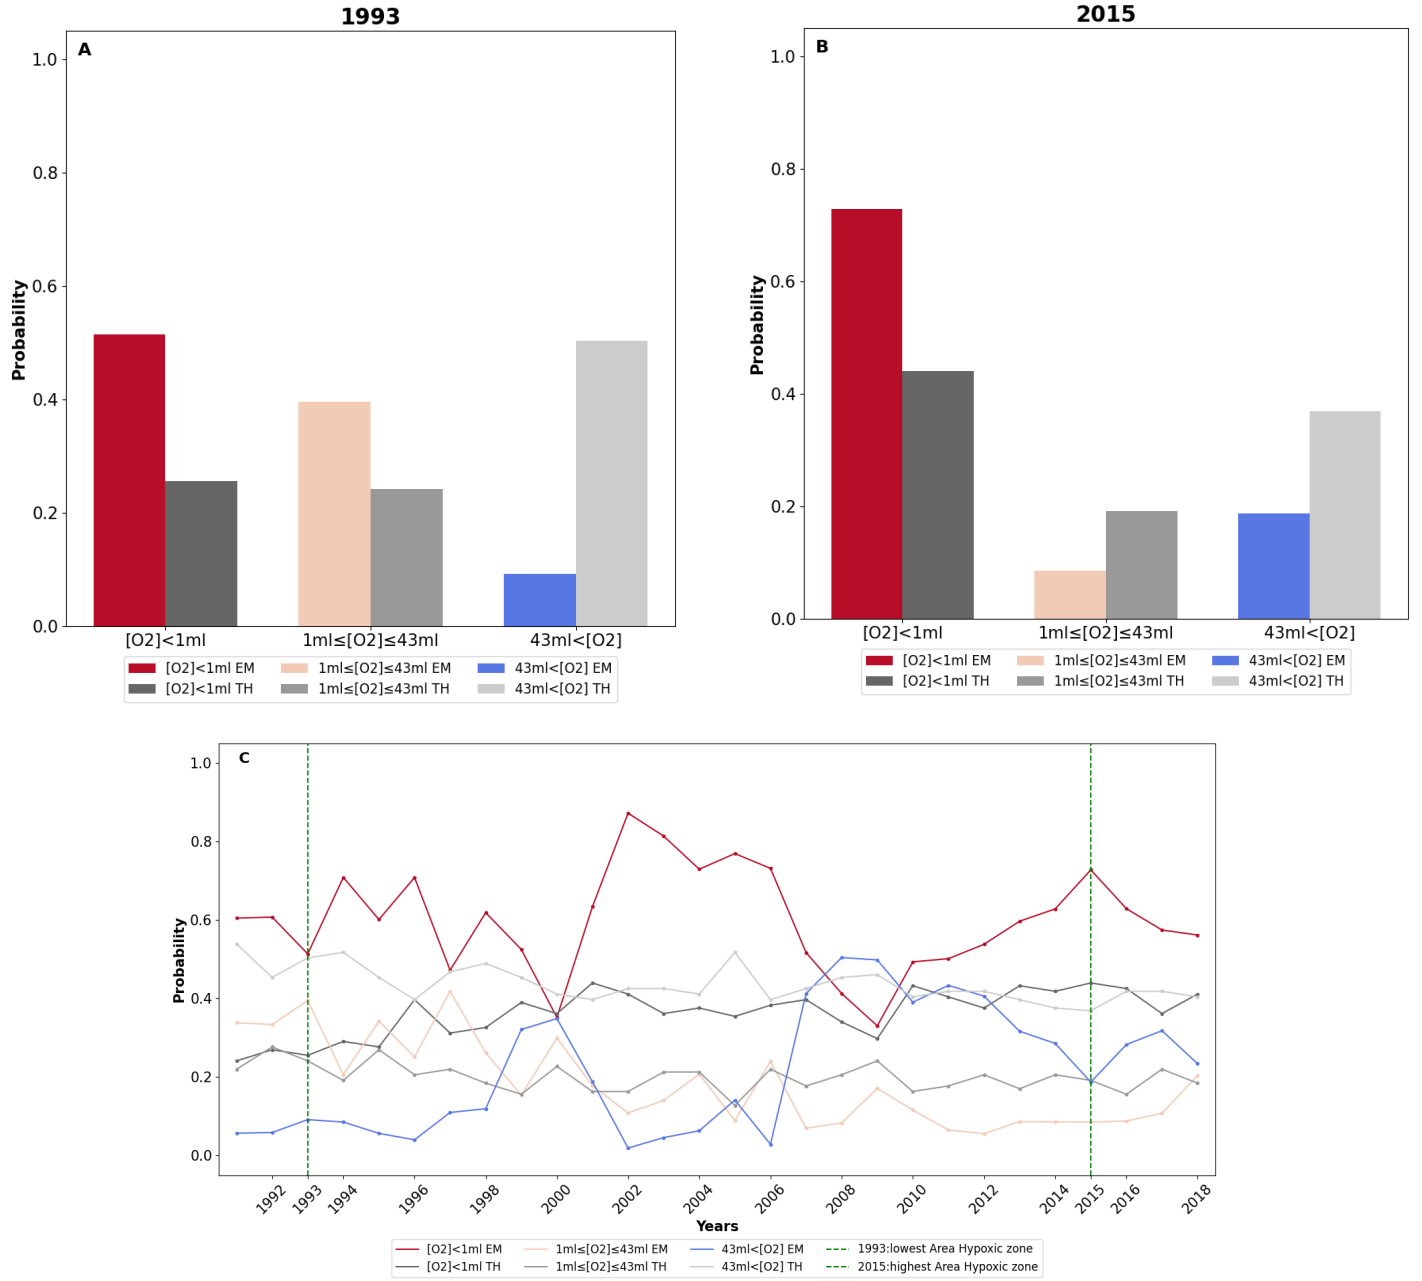 1993
A
1.0
0.8
0.6
0.4
0.2
0.0
Probability
[O2]<1ml 1ml≤[O2]≤43ml 43ml<[O2]
[O2]<1ml EM 1ml≤[O2]≤43ml EM 43ml<[O2] EM
[O2]<1ml TH 1ml≤[O2]≤43ml TH 43ml<[O2] TH
2015
B
1.0
0.8
0.6
0.4
0.2
0.0
Probability
[O2]<1ml 1ml≤[O2]≤43ml 43ml<[O2]
[O2]<1ml EM 1ml≤[O2]≤43ml EM 43ml<[O2] EM
[O2]<1ml TH 1ml≤[O2]≤43ml TH 43ml<[O2] TH
C
1.0
0.8
0.6
0.4
0.2
0.0
Probability
1992 1993 1994 1996 1998 2000 2002 2004 2006 2008 2010 2012 2014 2015 2016 2018
Years
[O2]<1ml EM 1ml≤[O2]≤43ml EM 43ml<[O2] EM 1993:lowest Area Hypoxic zone
[O2]<1ml TH 1ml≤[O2]≤43ml TH 43ml<[O2] TH 2015:highest Area Hypoxic zone